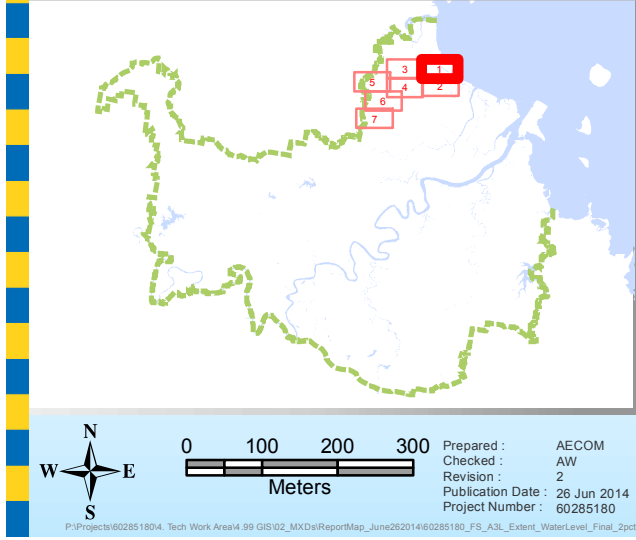 3 1
5 4 2
6
7
N
W E
S
0 100 200 300
Meters
Prepared : AECOM
Checked : AW
Revision : 2
Publication Date : 26 Jun 2014
Project Number : 60285180
P:\Projects\60285180\4. Tech Work Area\4.99 GIS\02_MXDs\ReportMap_June262014\60285180_FS_A3L_Extent_WaterLevel_Final_2pct